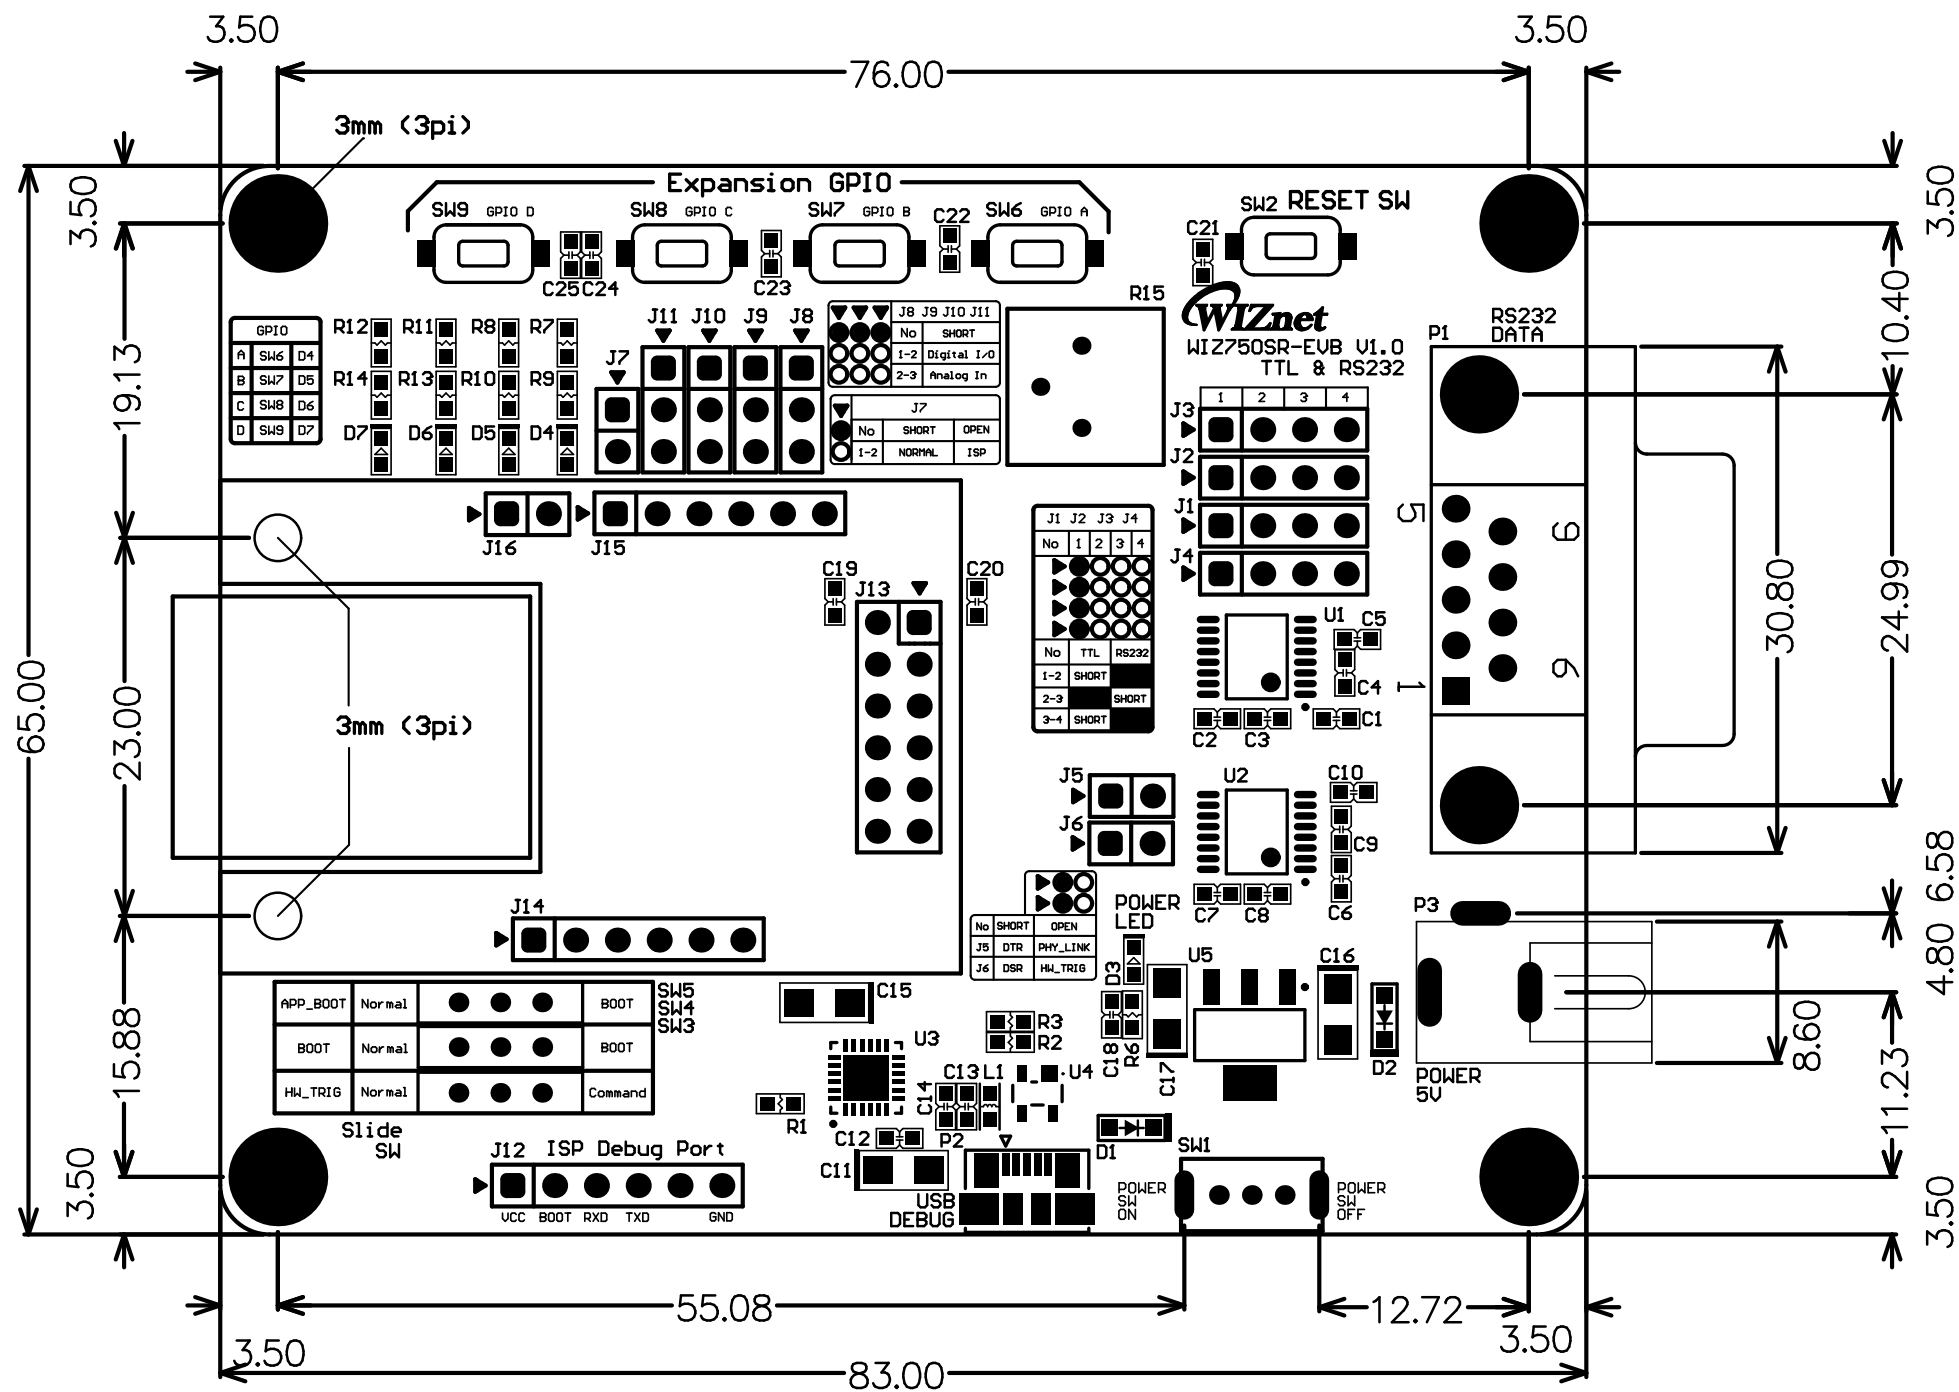 3.50
3.50
76.00
3mm (3pi)
3.50
3.50
Expansion GPIO
SW9 GPIO D
SW8 GPIO C
SW7 GPIO B
C22
SW6 GPIO A
SW2 RESET SW
C21
C25 C24
C23
10.40
19.13
GPIO
A SW6 D4
B SW7 D5
C SW8 D6
D SW9 D7
R12 R11 R8 R7
R14 R13 R10 R9
D7 D6 D5 D4
J7
J11 J10 J9 J8
J8 J9 J10 J11
No SHORT
1-2 Digital I/O
2-3 Analog In
J7
No SHORT OPEN
1-2 NORMAL ISP
R15
WIZnet
WIZ750SR-EVB V1.0
TTL & RS232
P1
RS232
DATA
1 2 3 4
J3
J2
J1
J4
5
9
6
1
J16
J15
C19
J13
C20
J1 J2 J3 J4
No 1 2 3 4
No TTL RS232
1-2 SHORT
2-3 SHORT
3-4 SHORT
U1
C5
C4
C2 C3 C1
65.00
23.00
3mm (3pi)
30.80
24.99
J5
J6
U2
C10
C9
C6
C7 C8
J14
No SHORT OPEN
J5 DTR PHY_LINK
J6 DSR HW_TRIG
POWER
LED
D3
P3
6.58
4.80
U5
C16
APP_BOOT Normal BOOT
BOOT Normal BOOT
HW_TRIG Normal Command
SW5
SW4
SW3
Slide
SW
C15
R3
R2
C18
R6
C17
D2
POWER
5V
8.60
11.23
15.88
3.50
U3
C14
C13
L1
U4
R1
C12
C11
P2
D1
SW1
J12 ISP Debug Port
VCC BOOT RXD TXD GND
USB
DEBUG
POWER
SW
ON
POWER
SW
OFF
3.50
55.08
12.72
3.50
3.50
83.00